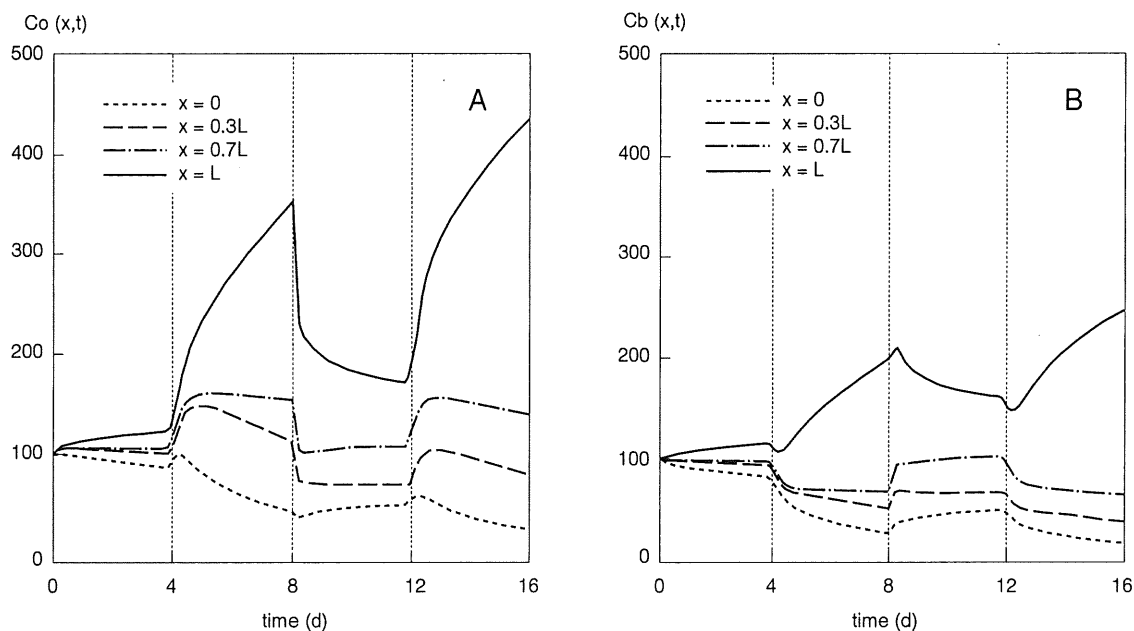 Co (x,t)
500
400
300
200
100
0
0 4 8 12 16
time (d)
x = 0
x = 0.3L
x = 0.7L
x = L
A
Cb (x,t)
500
400
300
200
100
0
0 4 8 12 16
time (d)
x = 0
x = 0.3L
x = 0.7L
x = L
B